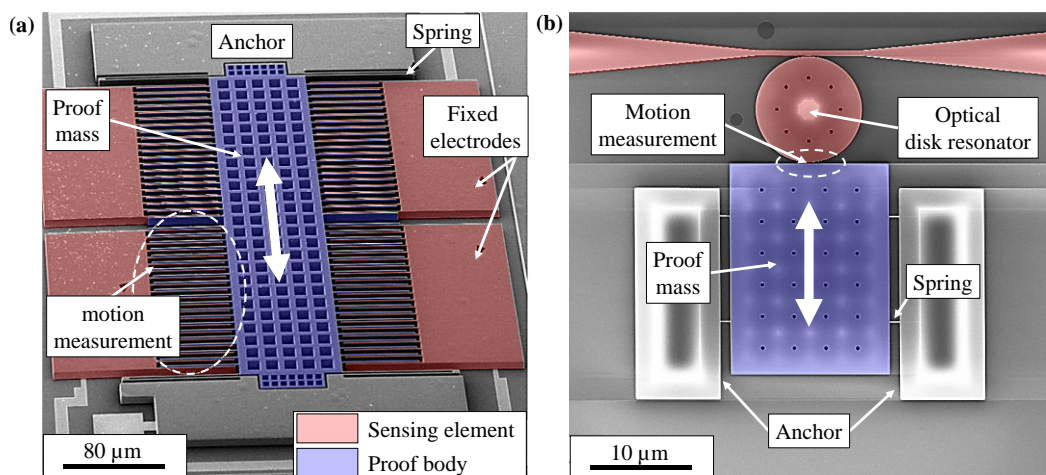 (a)
Anchor
Spring
Proof
mass
Fixed
electrodes
motion
measurement
80 µm
Sensing element
Proof body
(b)
Motion
measurement
Optical
disk resonator
Proof
mass
Spring
Anchor
10 µm